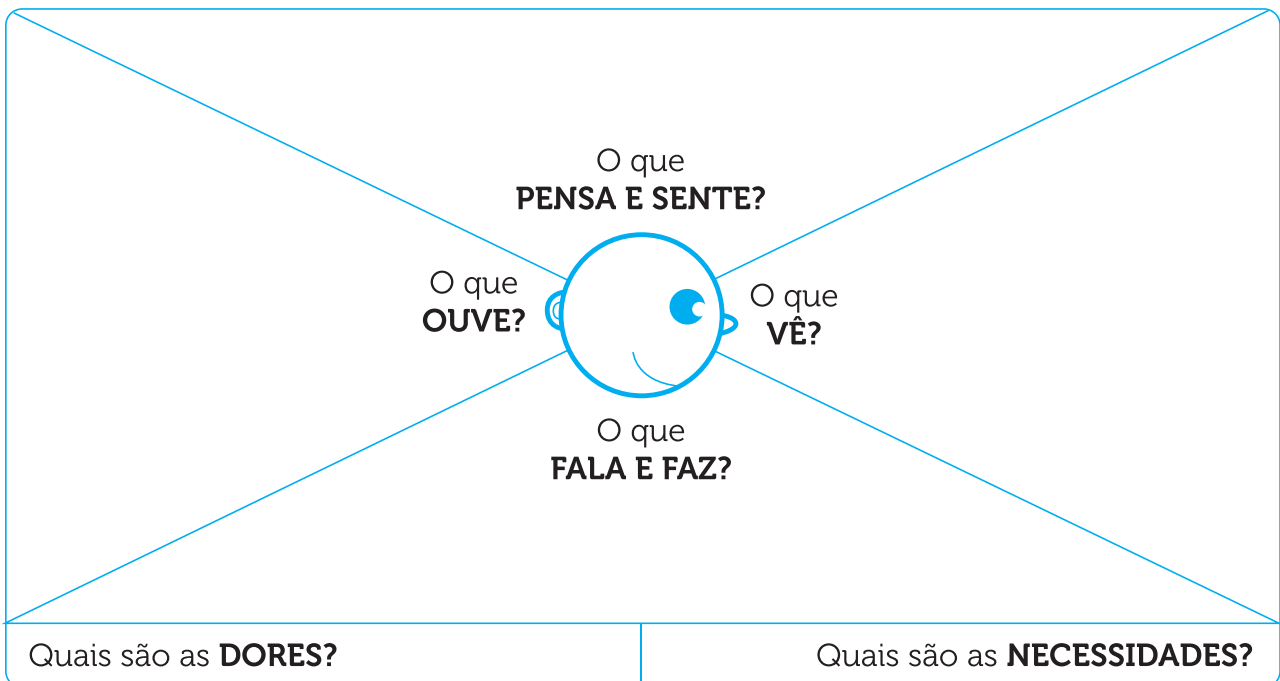 O que
PENSA E SENTE?
O que
OUVE?
O que
VÊ?
O que
FALA E FAZ?
Quais são as DORES?
Quais são as NECESSIDADES?